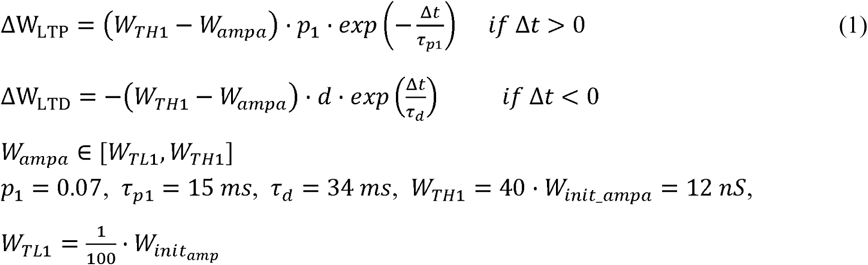 ΔW_LTP = (W_TH1 − W_ampa) · p_1 · exp(−Δt/τ_p1) if Δt > 0 (1)
ΔW_LTD = −(W_TH1 − W_ampa) · d · exp(Δt/τ_d) if Δt < 0
W_ampa ∈ [W_TL1, W_TH1]
p_1 = 0.07, τ_p1 = 15 ms, τ_d = 34 ms, W_TH1 = 40 · W_init_ampa = 12 nS,
W_TL1 = 1/100 · W_init_amp